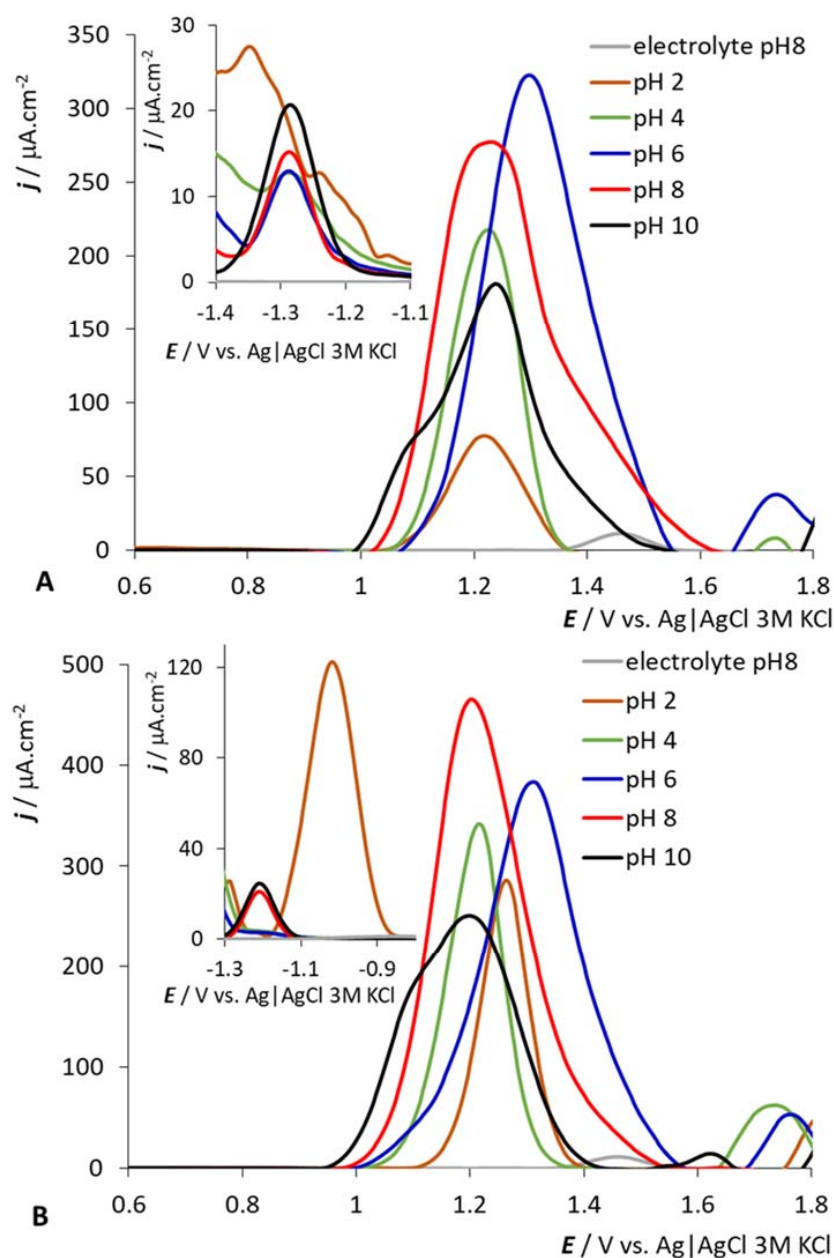 350
300
250
200
150
100
50
0
j / μA.cm-2
30
20
10
0
j / μA.cm-2
-1.4 -1.3 -1.2 -1.1
E / V vs. Ag|AgCl 3M KCl
electrolyte pH8
pH 2
pH 4
pH 6
pH 8
pH 10
0.6 1 1.2 1.4 1.6 1.8
A
E / V vs. Ag|AgCl 3M KCl
500
400
300
200
100
0
j / μA.cm-2
120
80
40
0
j / μA.cm-2
-1.3 -1.1 -0.9
E / V vs. Ag|AgCl 3M KCl
electrolyte pH8
pH 2
pH 4
pH 6
pH 8
pH 10
0.6 0.8 1 1.2 1.4 1.6 1.8
B
E / V vs. Ag|AgCl 3M KCl